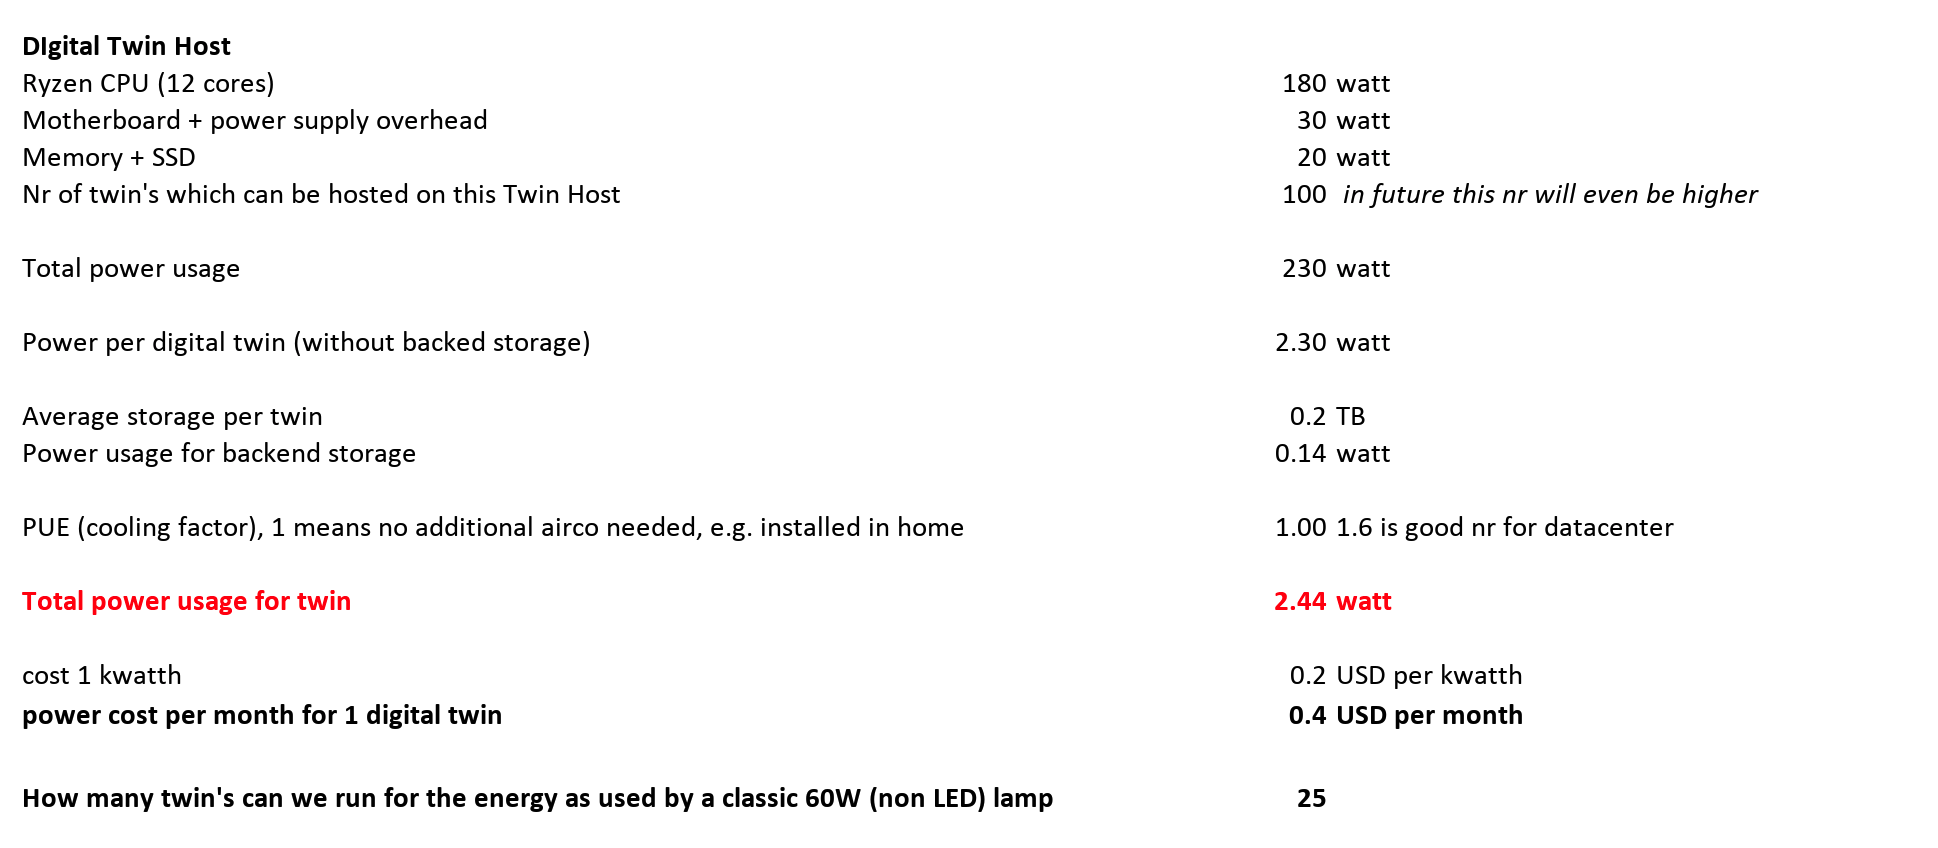 DIgital Twin Host
Ryzen CPU (12 cores) 180 watt
Motherboard + power supply overhead 30 watt
Memory + SSD 20 watt
Nr of twin's which can be hosted on this Twin Host 100 in future this nr will even be higher
Total power usage 230 watt
Power per digital twin (without backed storage) 2.30 watt
Average storage per twin 0.2 TB
Power usage for backend storage 0.14 watt
PUE (cooling factor), 1 means no additional airco needed, e.g. installed in home 1.00 1.6 is good nr for datacenter
Total power usage for twin 2.44 watt
cost 1 kwatth 0.2 USD per kwatth
power cost per month for 1 digital twin 0.4 USD per month
How many twin's can we run for the energy as used by a classic 60W (non LED) lamp 25